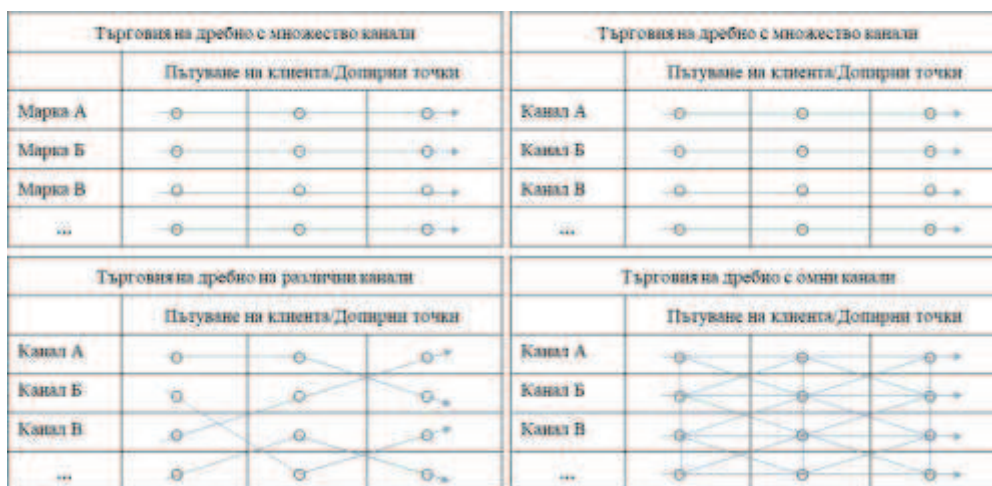 Търговия на дребно с множество канали
Пътуване на клиента/Допирни точки
Марка А
Марка Б
Марка В
...
Търговия на дребно с множество канали
Пътуване на клиента/Допирни точки
Канал А
Канал Б
Канал В
...
Търговия на дребно на различни канали
Пътуване на клиента/Допирни точки
Канал А
Канал Б
Канал В
...
Търговия на дребно с омни канали
Пътуване на клиента/Допирни точки
Канал А
Канал Б
Канал В
...